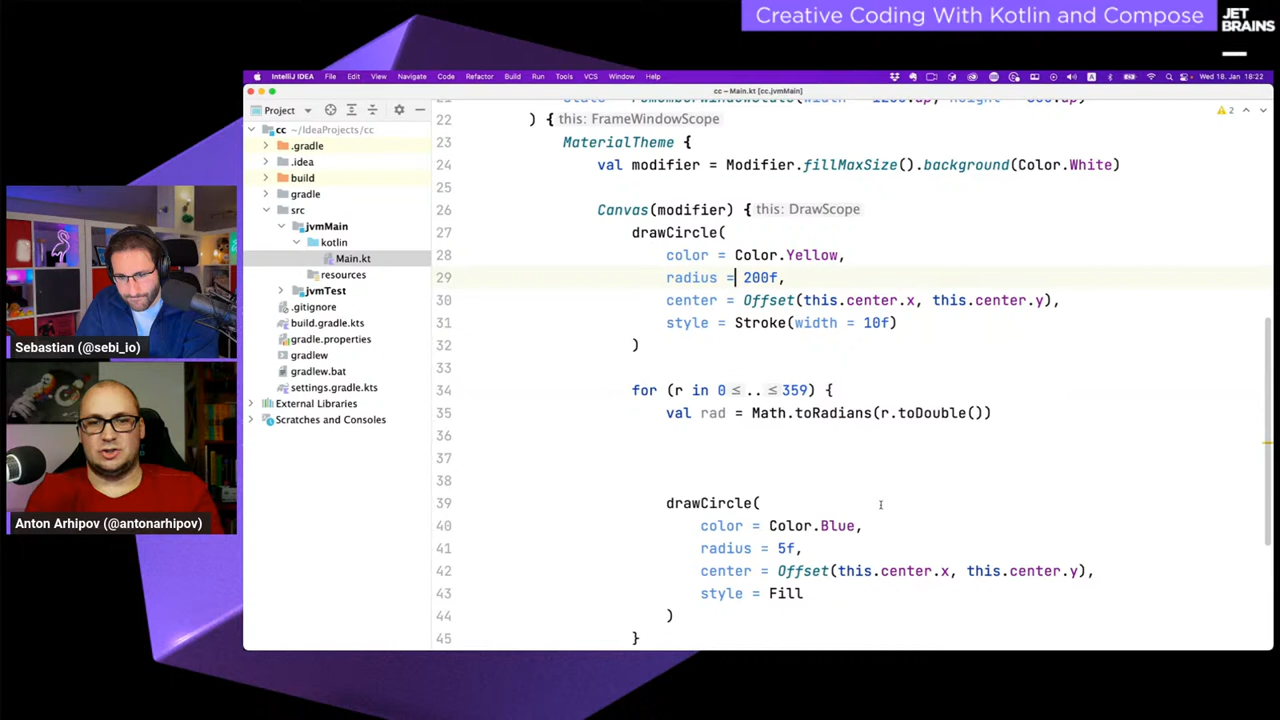 Creative Coding With Kotlin and Compose
JET
BRAINS
IntelliJ IDEA File Edit View Navigate Code Refactor Build Run Tools VCS Window Help
Wed 18. Jan 18:22
cc – Main.kt [cc.jvmMain]
Project
cc ~/IdeaProjects/cc
.gradle
.idea
build
gradle
src
jvmMain
kotlin
Main.kt
resources
jvmTest
.gitignore
build.gradle.kts
gradle.properties
gradlew
gradlew.bat
settings.gradle.kts
External Libraries
Scratches and Consoles
2
22 ) { this: FrameWindowScope
23 MaterialTheme {
24 val modifier = Modifier.fillMaxSize().background(Color.White)
25
26 Canvas(modifier) { this: DrawScope
27 drawCircle(
28 color = Color.Yellow,
29 radius = 200f,
30 center = Offset(this.center.x, this.center.y),
31 style = Stroke(width = 10f)
32 )
33
34 for (r in 0 ≤ .. ≤ 359) {
35 val rad = Math.toRadians(r.toDouble())
36
37
38
39 drawCircle(
40 color = Color.Blue,
41 radius = 5f,
42 center = Offset(this.center.x, this.center.y),
43 style = Fill
44 )
45 }
Sebastian (@sebi_io)
Anton Arhipov (@antonarhipov)